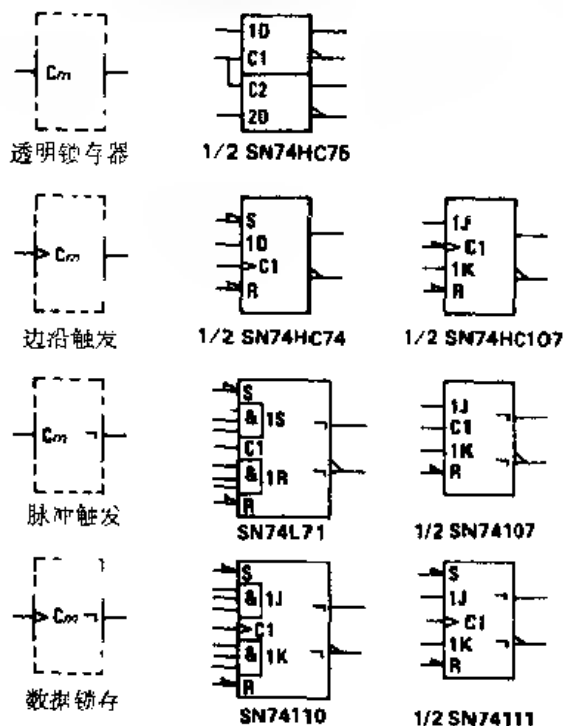 Cm
透明锁存器
1D
C1
C2
2D
1/2 SN74HC75
Cm
边沿触发
S
1D
C1
R
1/2 SN74HC74
1J
C1
1K
R
1/2 SN74HC107
Cm ¬
脉冲触发
S
& 1S
C1
& 1R
R
¬
¬
SN74L71
1J
C1
1K
R
¬
¬
1/2 SN74107
Cm ¬
数据锁存
S
& 1J
C1
& 1K
R
¬
¬
SN74110
S
1J
C1
1K
R
¬
¬
1/2 SN74111